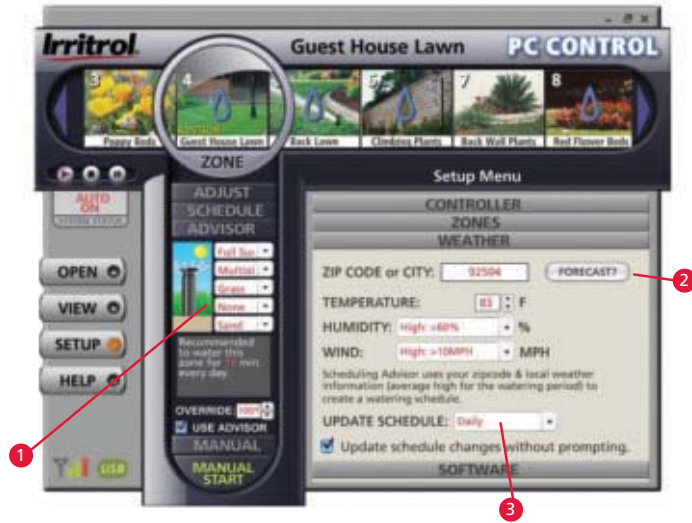 Irritrol
Guest House Lawn
PC CONTROL
3
4
6
7
8
Poppy Beds
Guest House Lawn
Back Lawn
Climbing Plants
Back Wall Plants
Red Flower Beds
ZONE
Setup Menu
AUTO
ON
SYSTEM STATUS
OPEN
VIEW
SETUP
HELP
USB
ADJUST
SCHEDULE
ADVISOR
Full Sun
Grass
None
Sand
Recommended
to water this
zone for min.
every day.
OVERRIDE: 100%
USE ADVISOR
MANUAL
MANUAL
START
CONTROLLER
ZONES
WEATHER
ZIP CODE or CITY: 92504 FORECAST?
TEMPERATURE: 83 F
HUMIDITY: High: >60% %
WIND: High: >10MPH MPH
Scheduling Advisor uses your zipcode & local weather
information (average high for the watering period) to
create a watering schedule.
UPDATE SCHEDULE: Daily
Update schedule changes without prompting.
SOFTWARE
1
2
3